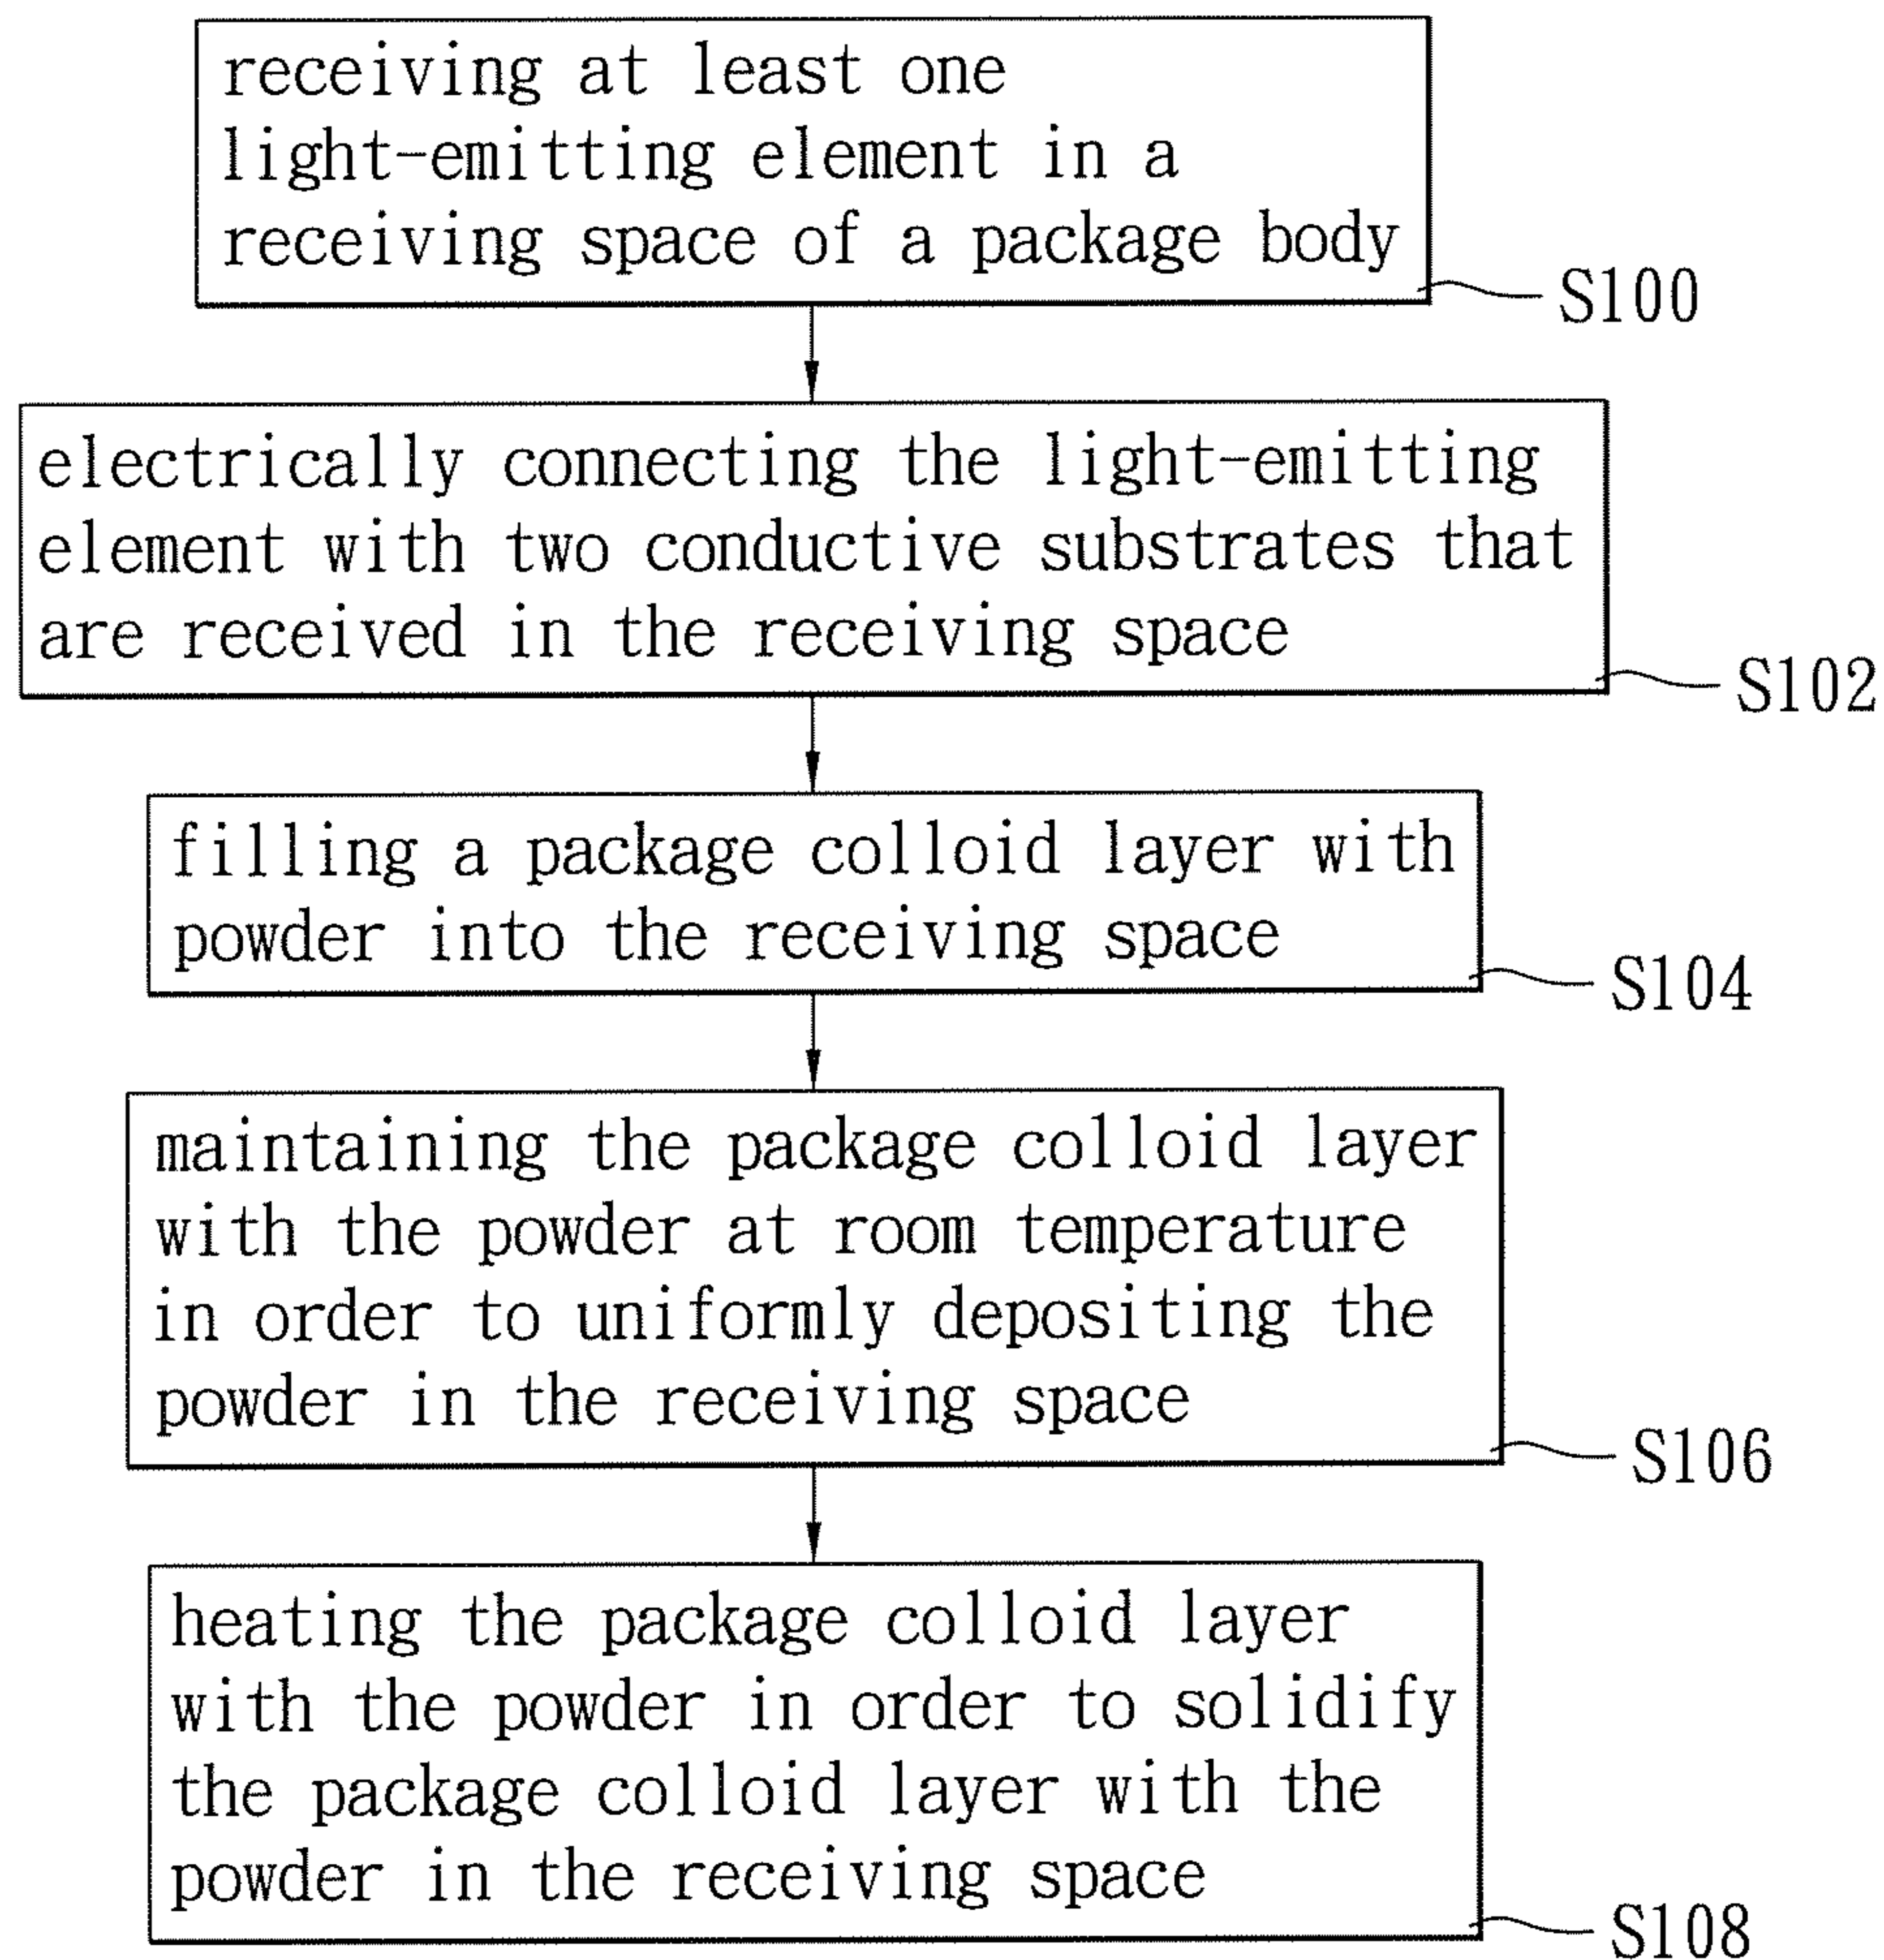 receiving at least one
light-emitting element in a
receiving space of a package body
S100
electrically connecting the light-emitting
element with two conductive substrates that
are received in the receiving space
S102
filling a package colloid layer with
powder into the receiving space
S104
maintaining the package colloid layer
with the powder at room temperature
in order to uniformly depositing the
powder in the receiving space
S106
heating the package colloid layer
with the powder in order to solidify
the package colloid layer with the
powder in the receiving space
S108